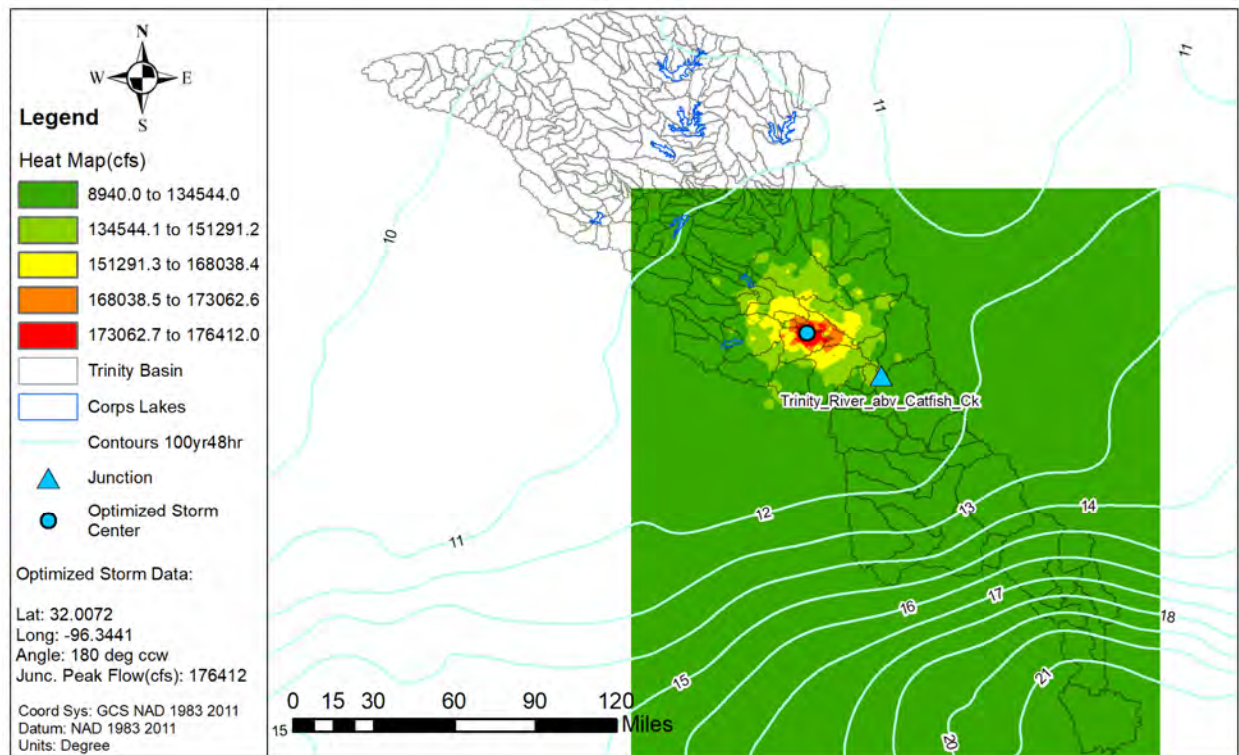 N
W
E
S
Legend
Heat Map(cfs)
8940.0 to 134544.0
134544.1 to 151291.2
151291.3 to 168038.4
168038.5 to 173062.6
173062.7 to 176412.0
Trinity Basin
Corps Lakes
Contours 100yr48hr
Junction
Optimized Storm
Center
Optimized Storm Data:
Lat: 32.0072
Long: -96.3441
Angle: 180 deg ccw
Junc. Peak Flow(cfs): 176412
Coord Sys: GCS NAD 1983 2011
Datum: NAD 1983 2011
Units: Degree
11
11
10
Trinity_River_abv_Catfish_Ck
12
13
14
11
16
17
18
15
21
20
0 15 30 60 90 120
Miles
15